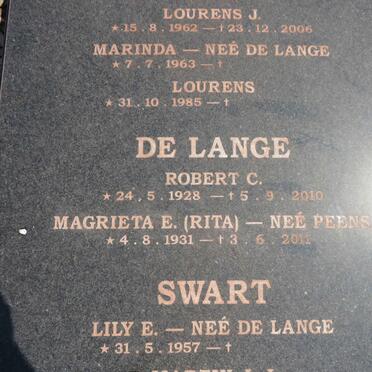 LOURENS J.
★ 15 . 8 . 1962 — † 23 . 12 . 2006
MARINDA — NEÉ DE LANGE
★ 7 . 7 . 1963 — †
LOURENS
★ 31 . 10 . 1985 — †
DE LANGE
ROBERT C.
★ 24 . 5 . 1928 — † 5 . 9 . 2010
MAGRIETA E. (RITA) — NEÉ PEENS
★ 4 . 8 . 1931 — † 3 . 6 . 2011
SWART
LILY E. — NEÉ DE LANGE
★ 31 . 5 . 1957 — †